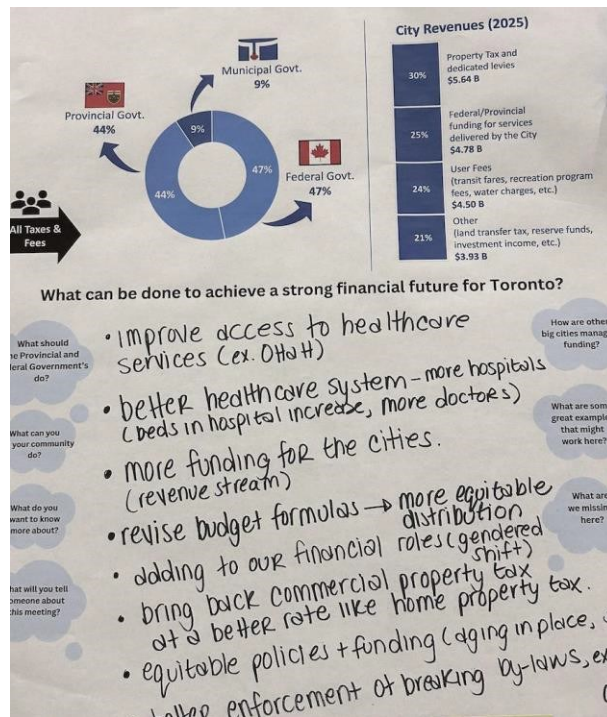 City Revenues (2025)
Municipal Govt.
9%
Provincial Govt.
44%
9%
47%
44%
Federal Govt.
47%
All Taxes &
Fees
30%
Property Tax and
dedicated levies
$5.64 B
25%
Federal/Provincial
funding for services
delivered by the City
$4.78 B
24%
User Fees
(transit fares, recreation program
fees, water charges, etc.)
$4.50 B
21%
Other
(land transfer tax, reserve funds,
investment income, etc.)
$3.93 B
What can be done to achieve a strong financial future for Toronto?
What should
he Provincial and
deral Government's
do?
What can you
your community
do?
What do you
want to know
more about?
hat will you tell
omeone about
this meeting?
• improve access to healthcare
services (ex. OHaH)
• better healthcare system - more hospitals
(beds in hospital increase, more doctors)
• more funding for the cities.
(revenue stream)
• revise budget formulas → more equitable
distribution
• adding to our financial roles (gendered
shift)
• bring back commercial property tax
at a better rate like home property tax.
• equitable policies + funding (aging in place,
enforcement of breaking by-laws, ex
How are other
big cities manag
funding?
What are som
great exampl
that might
work here?
What are
we missin
here?